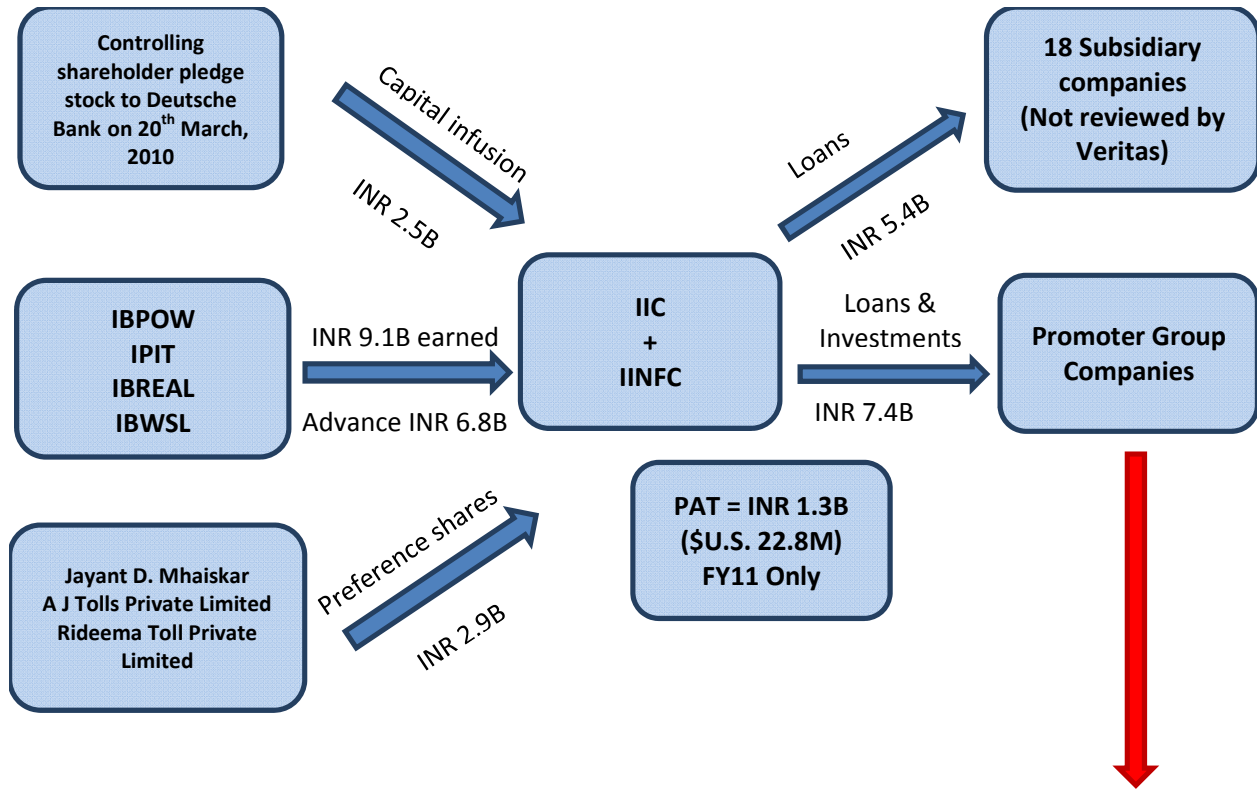 Controlling
shareholder pledge
stock to Deutsche
Bank on 20th March,
2010
Capital infusion
INR 2.5B
Loans
INR 5.4B
18 Subsidiary
companies
(Not reviewed by
Veritas)
IBPOW
IPIT
IBREAL
IBWSL
INR 9.1B earned
Advance INR 6.8B
IIC
+
IINFC
Loans &
Investments
INR 7.4B
Promoter Group
Companies
Jayant D. Mhaiskar
A J Tolls Private Limited
Rideema Toll Private
Limited
Preference shares
INR 2.9B
PAT = INR 1.3B
($U.S. 22.8M)
FY11 Only